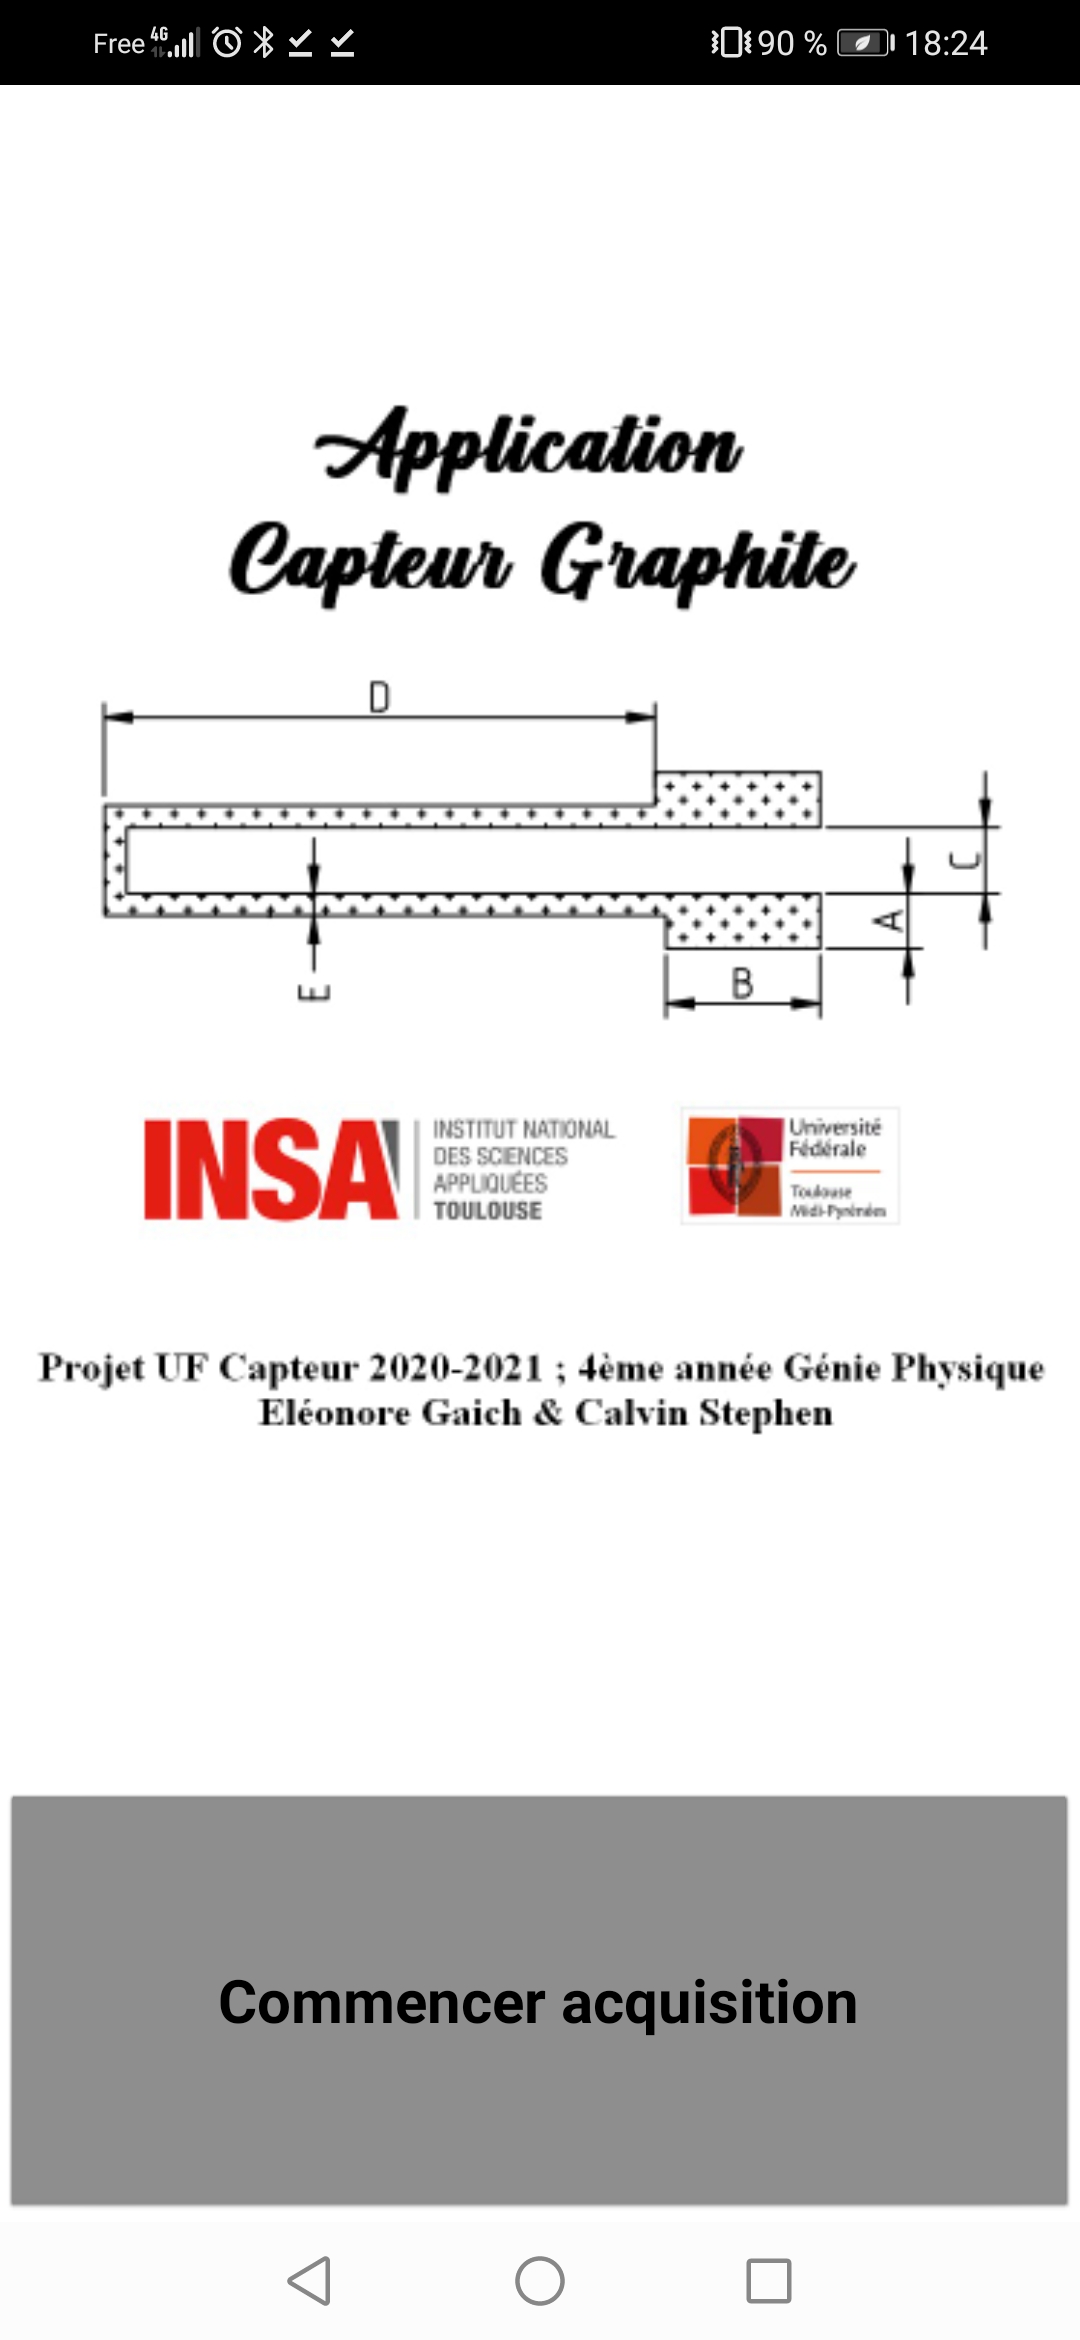 Free 4G 90 % 18:24
Application
Capteur Graphite
D
C
A
B
E
INSA
INSTITUT NATIONAL
DES SCIENCES
APPLIQUÉES
TOULOUSE
Université
Fédérale
Toulouse
Midi-Pyrénées
Projet UF Capteur 2020-2021 ; 4ème année Génie Physique
Eléonore Gaich & Calvin Stephen
Commencer acquisition